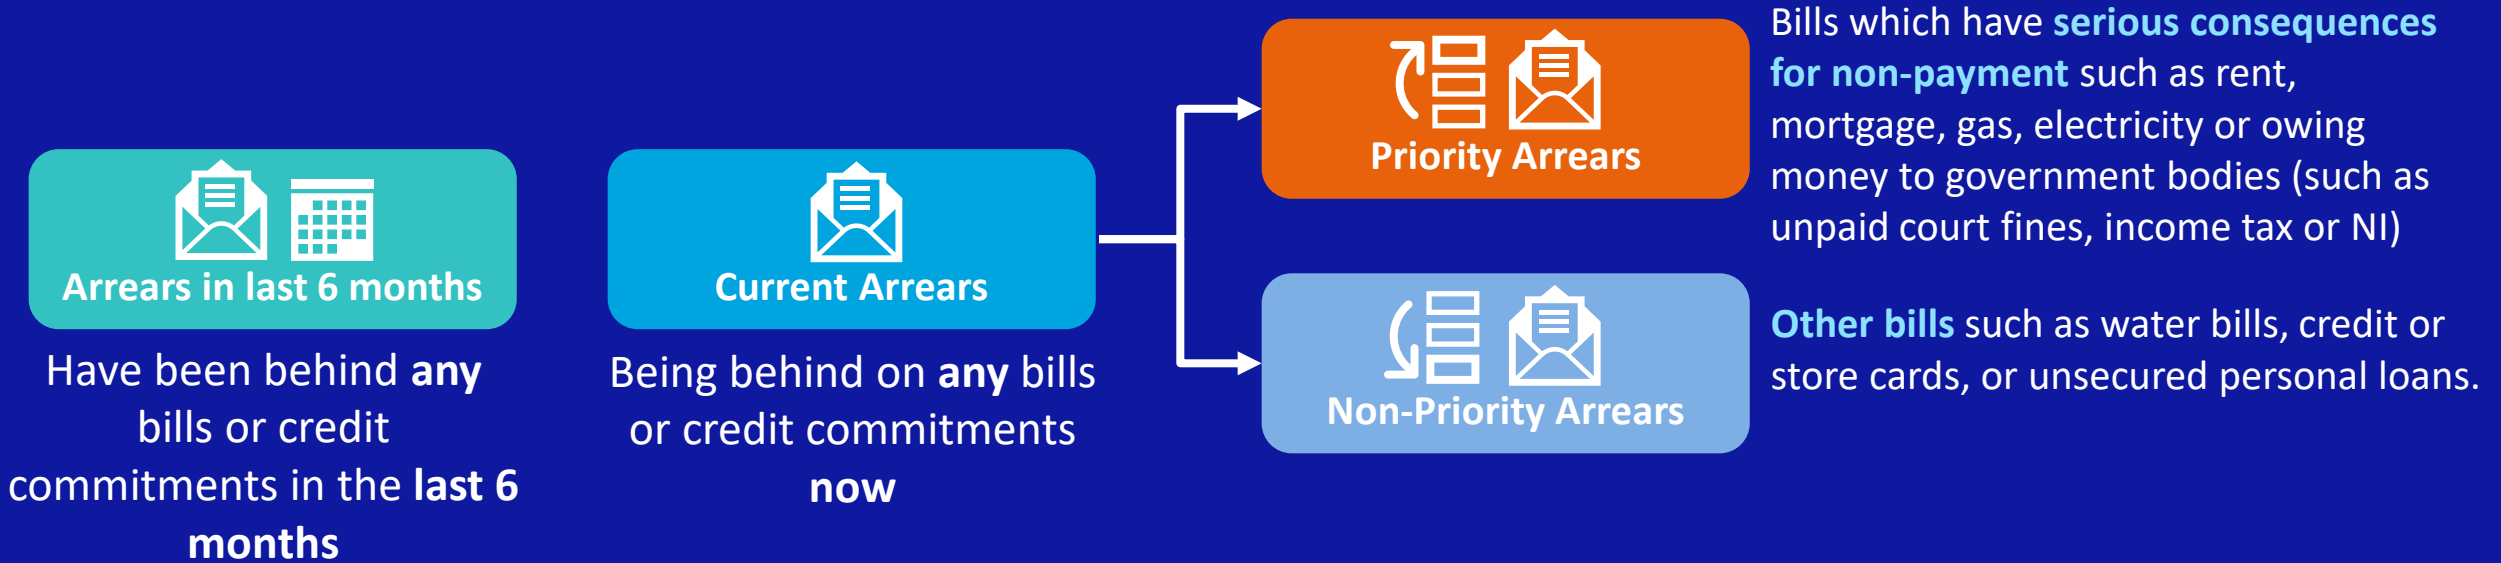 Arrears in last 6 months
Have been behind any
bills or credit
commitments in the last 6
months
Current Arrears
Being behind on any bills
or credit commitments
now
Priority Arrears
Bills which have serious consequences
for non-payment such as rent,
mortgage, gas, electricity or owing
money to government bodies (such as
unpaid court fines, income tax or NI)
Non-Priority Arrears
Other bills such as water bills, credit or
store cards, or unsecured personal loans.